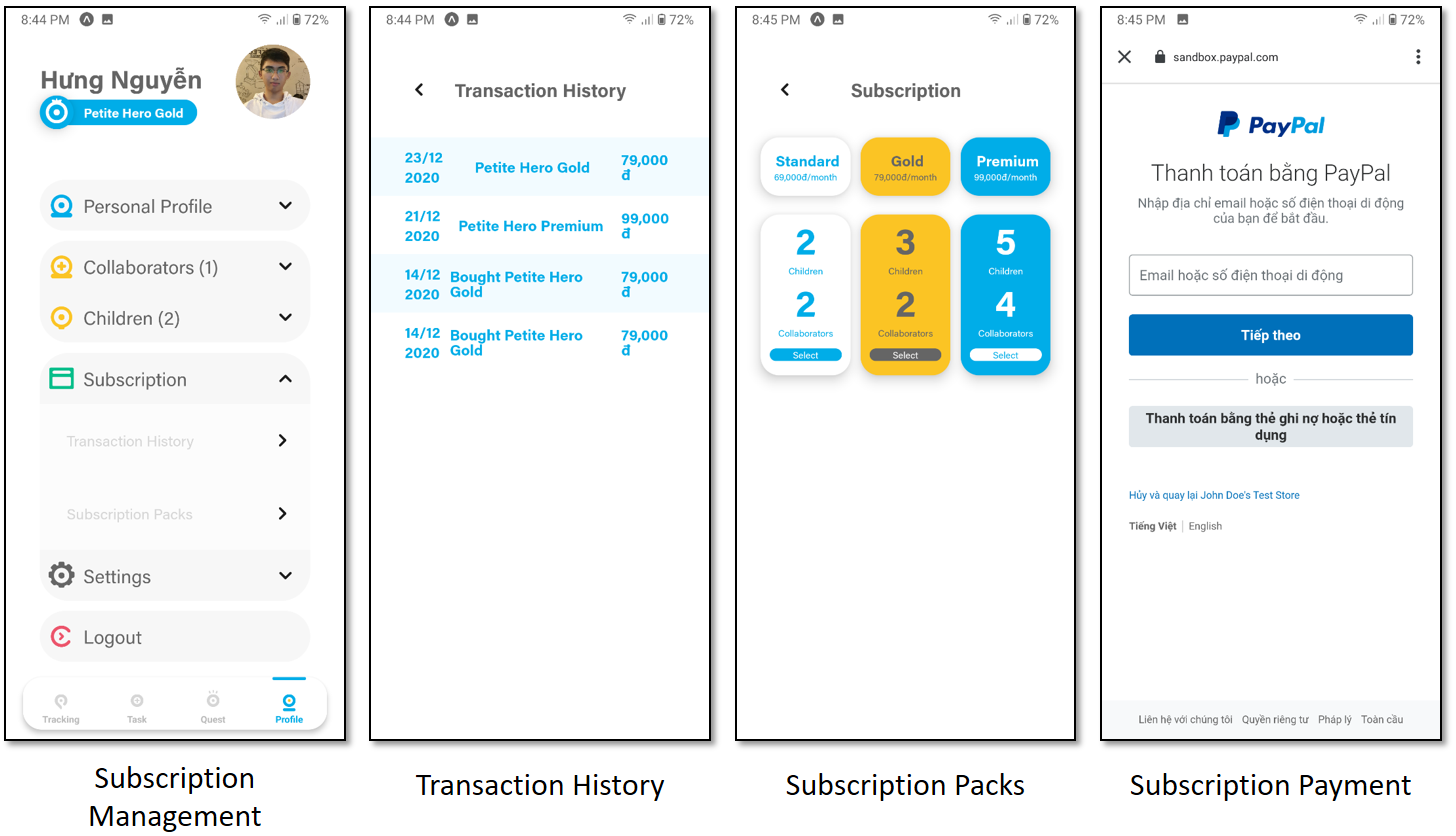 8:44 PM
72%
Hưng Nguyễn
Petite Hero Gold
Personal Profile
Collaborators (1)
Children (2)
Subscription
Transaction History
Subscription Packs
Settings
Logout
Tracking
Task
Quest
Profile
Subscription
Management
8:44 PM
72%
Transaction History
23/12
2020
Petite Hero Gold
79,000
đ
21/12
2020
Petite Hero Premium
99,000
đ
14/12
2020
Bought Petite Hero
Gold
79,000
đ
14/12
2020
Bought Petite Hero
Gold
79,000
đ
Transaction History
8:45 PM
72%
Subscription
Standard
69,000đ/month
Gold
79,000đ/month
Premium
99,000đ/month
2
Children
2
Collaborators
Select
3
Children
2
Collaborators
Select
5
Children
4
Collaborators
Select
Subscription Packs
8:45 PM
72%
sandbox.paypal.com
PayPal
Thanh toán bằng PayPal
Nhập địa chỉ email hoặc số điện thoại di động
của bạn để bắt đầu.
Email hoặc số điện thoại di động
Tiếp theo
hoặc
Thanh toán bằng thẻ ghi nợ hoặc thẻ tín
dụng
Hủy và quay lại John Doe's Test Store
Tiếng Việt | English
Liên hệ với chúng tôi Quyền riêng tư Pháp lý Toàn cầu
Subscription Payment